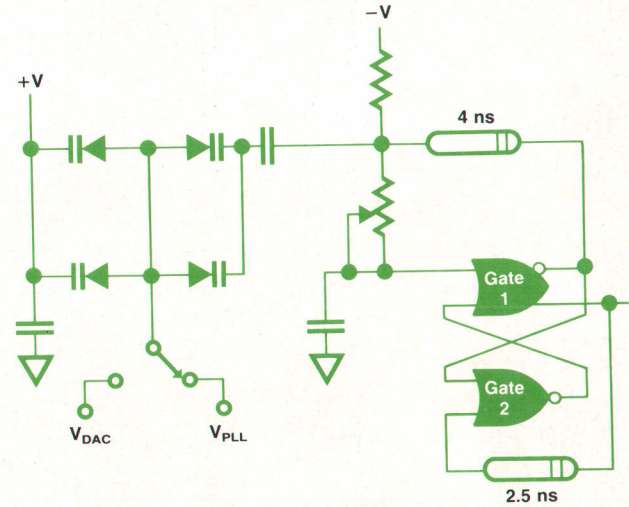 −V
+V
4 ns
Gate
1
Gate
2
V_DAC
V_PLL
2.5 ns